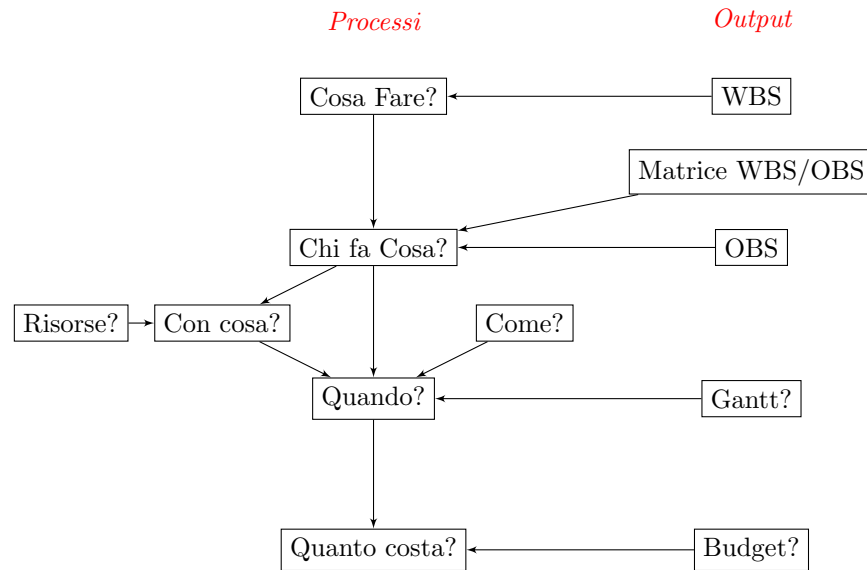 Processi
Output
Cosa Fare?
WBS
Matrice WBS/OBS
Chi fa Cosa?
OBS
Risorse?
Con cosa?
Come?
Quando?
Gantt?
Quanto costa?
Budget?